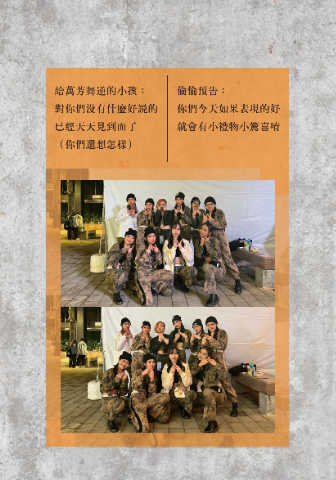 給萬芳舞速的小孩：
對你們沒有什麼好說的
已經天天見到面了
（你們還想怎樣）
偷偷預告：
你們今天如果表現的好
就會有小禮物小驚喜唷